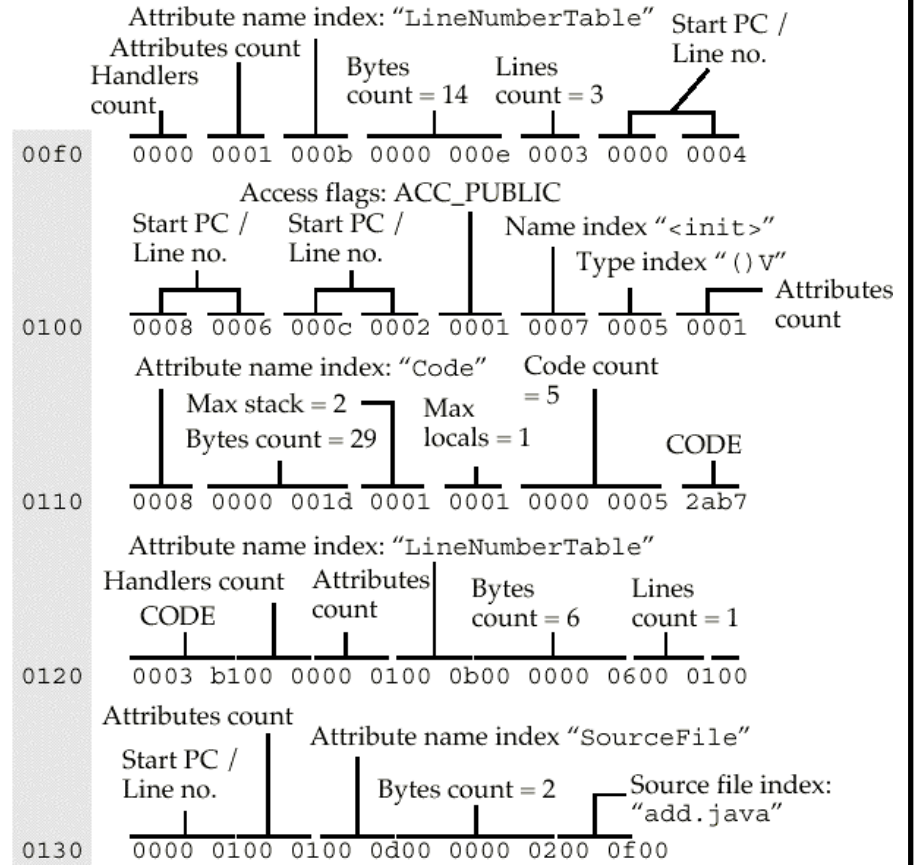 Attribute name index: “LineNumberTable”
Attributes count
Handlers
count
Bytes
count = 14
Lines
count = 3
Start PC /
Line no.
00f0 0000 0001 000b 0000 000e 0003 0000 0004
Access flags: ACC_PUBLIC
Start PC /
Line no.
Start PC /
Line no.
Name index “<init>”
Type index “()V”
Attributes
count
0100 0008 0006 000c 0002 0001 0007 0005 0001
Attribute name index: “Code”
Max stack = 2
Bytes count = 29
Max
locals = 1
Code count
= 5
CODE
0110 0008 0000 001d 0001 0001 0000 0005 2ab7
Attribute name index: “LineNumberTable”
Handlers count
CODE
Attributes
count
Bytes
count = 6
Lines
count = 1
0120 0003 b100 0000 0100 0b00 0000 0600 0100
Attributes count
Start PC /
Line no.
Attribute name index “SourceFile”
Bytes count = 2
Source file index:
“add.java”
0130 0000 0100 0100 0d00 0000 0200 0f00